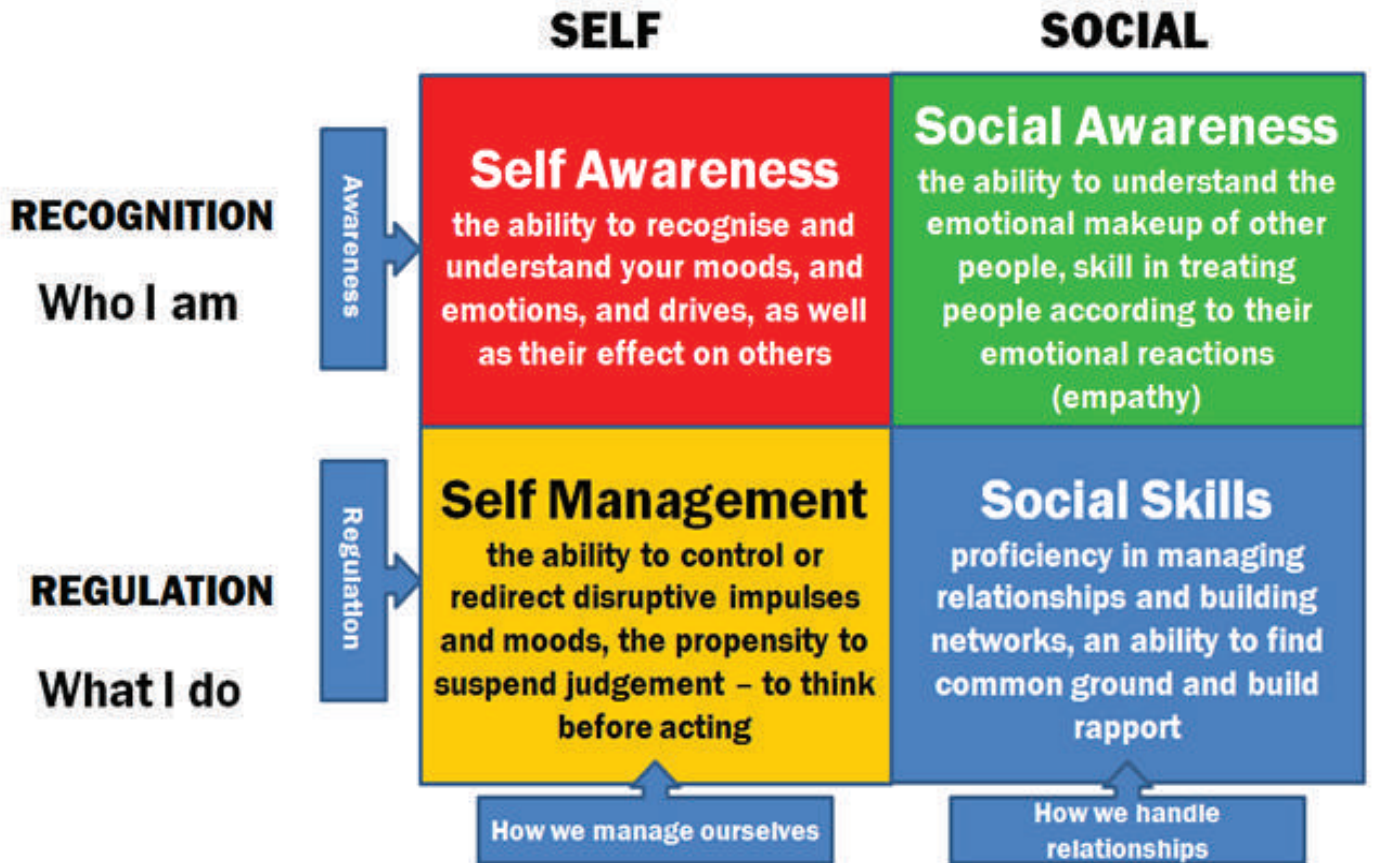 SELF
SOCIAL
RECOGNITION
Who I am
Awareness
Self Awareness
the ability to recognise and
understand your moods, and
emotions, and drives, as well
as their effect on others
Social Awareness
the ability to understand the
emotional makeup of other
people, skill in treating
people according to their
emotional reactions
(empathy)
REGULATION
What I do
Regulation
Self Management
the ability to control or
redirect disruptive impulses
and moods, the propensity to
suspend judgement – to think
before acting
Social Skills
proficiency in managing
relationships and building
networks, an ability to find
common ground and build
rapport
How we manage ourselves
How we handle
relationships